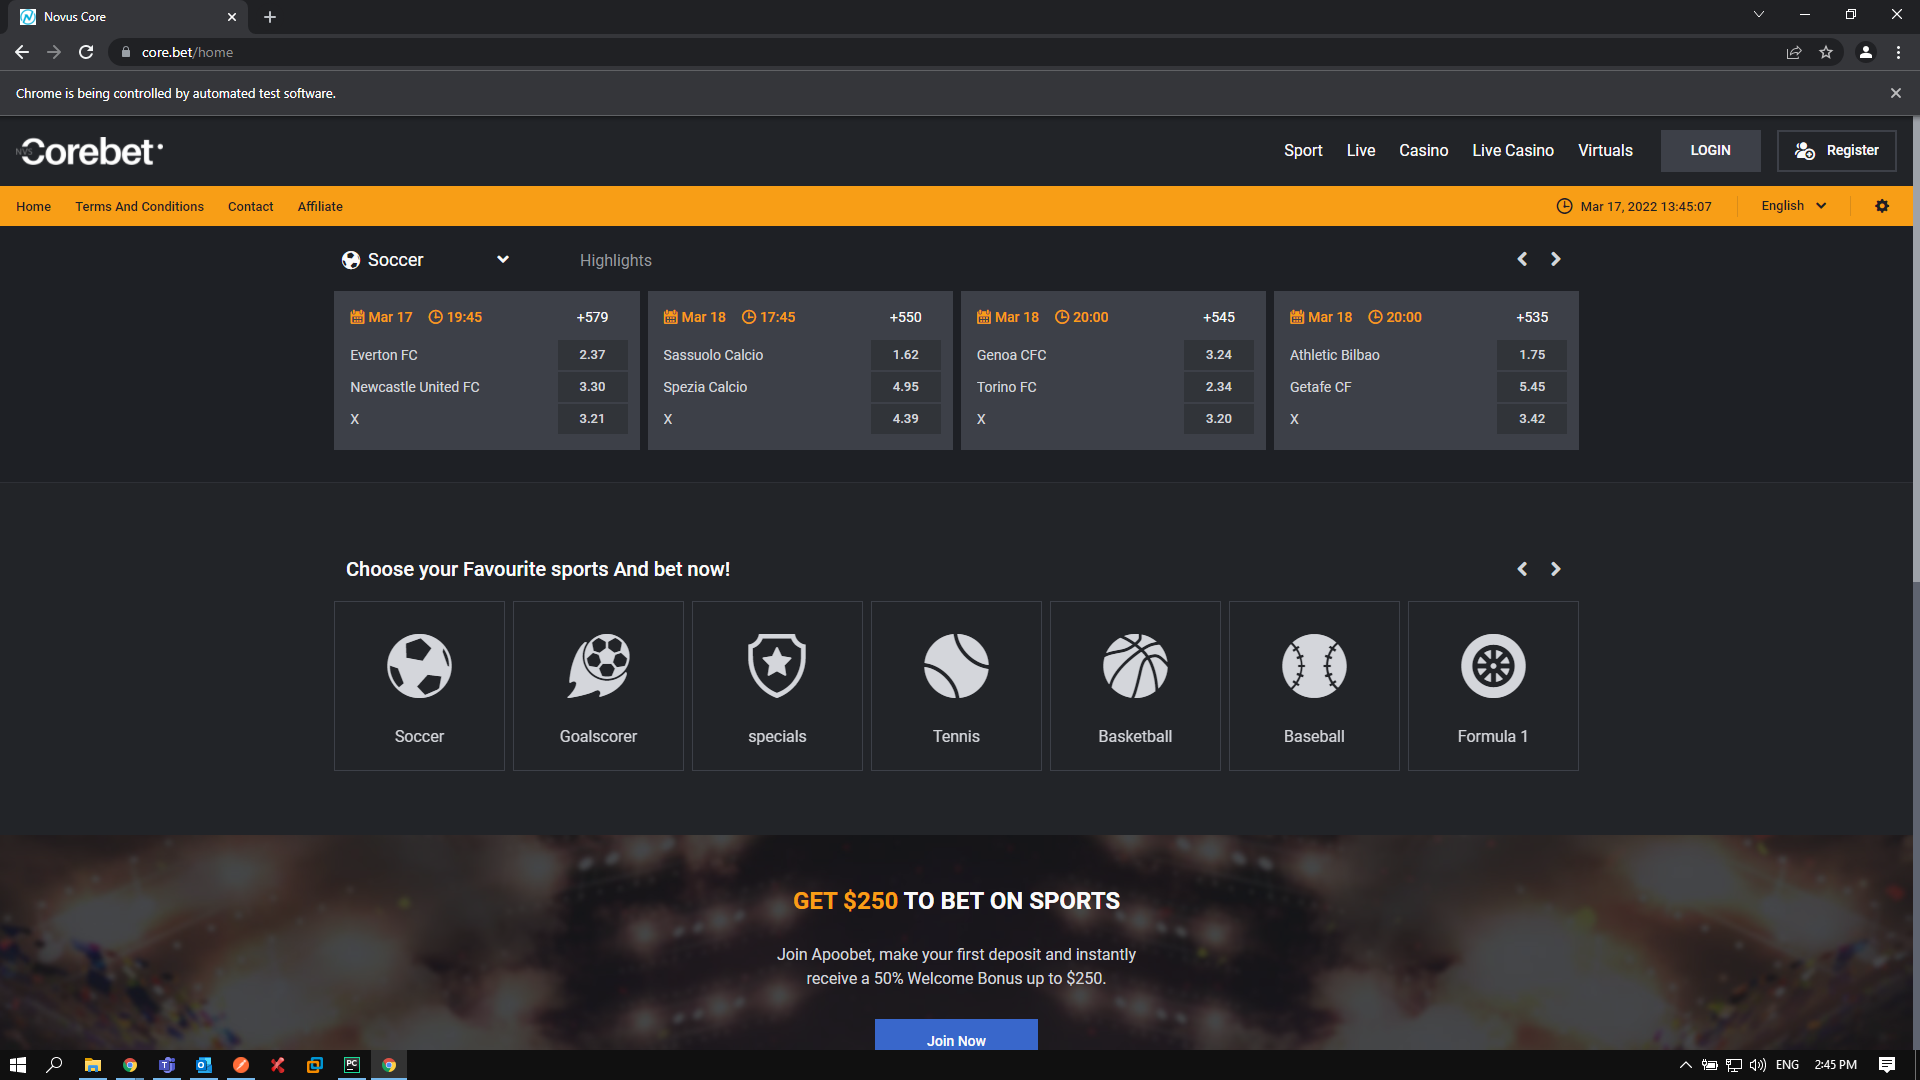 Novus Core
core.bet/home
Chrome is being controlled by automated test software.
NVS Corebet
Sport Live Casino Live Casino Virtuals LOGIN Register
Home Terms And Conditions Contact Affiliate Mar 17, 2022 13:45:07 English
Soccer Highlights
Mar 17 19:45 +579
Everton FC 2.37
Newcastle United FC 3.30
X 3.21
Mar 18 17:45 +550
Sassuolo Calcio 1.62
Spezia Calcio 4.95
X 4.39
Mar 18 20:00 +545
Genoa CFC 3.24
Torino FC 2.34
X 3.20
Mar 18 20:00 +535
Athletic Bilbao 1.75
Getafe CF 5.45
X 3.42
Choose your Favourite sports And bet now!
Soccer Goalscorer specials Tennis Basketball Baseball Formula 1
GET $250 TO BET ON SPORTS
Join Apoobet, make your first deposit and instantly
receive a 50% Welcome Bonus up to $250.
Join Now
PC
ENG 2:45 PM